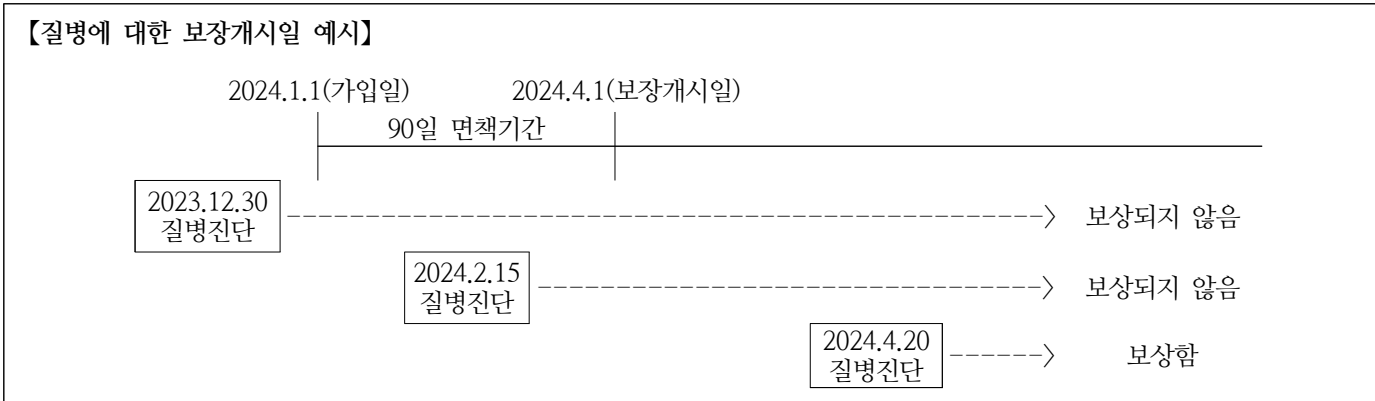 【질병에 대한 보장개시일 예시】
2024.1.1(가입일) 2024.4.1(보장개시일)
90일 면책기간
2023.12.30
질병진단
보상되지 않음
2024.2.15
질병진단
보상되지 않음
2024.4.20
질병진단
보상함